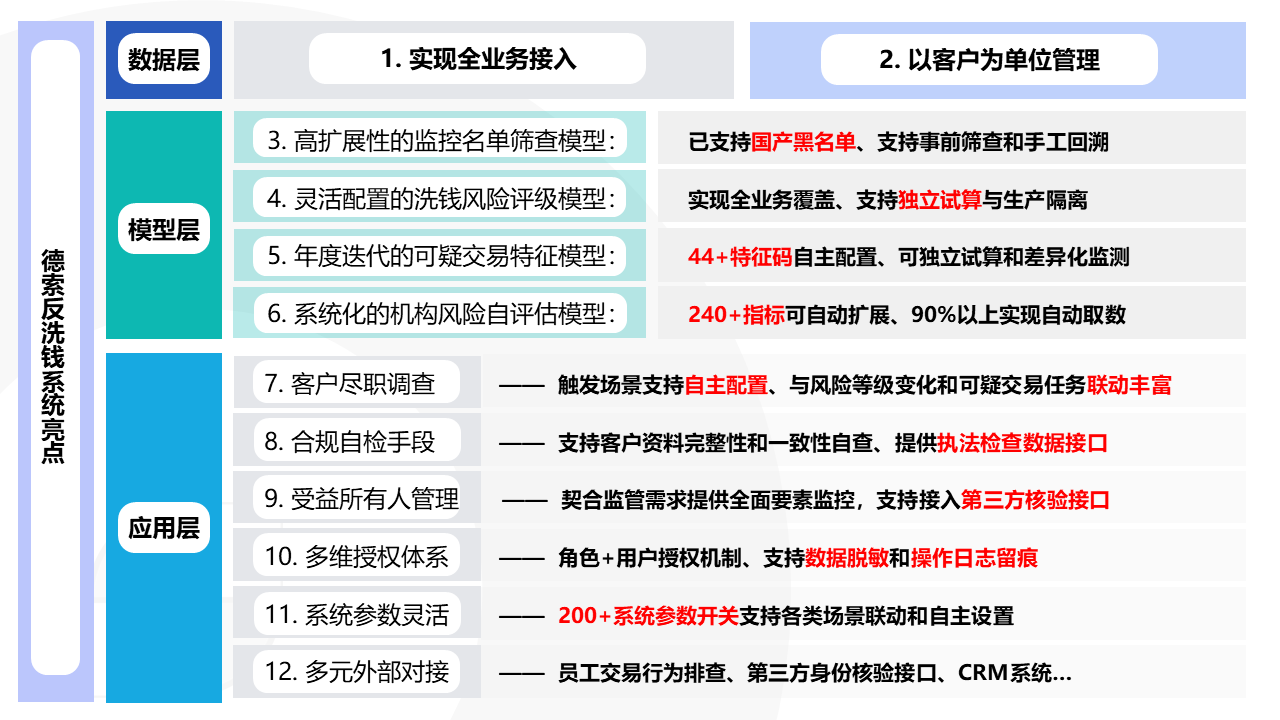 德索反洗钱系统亮点
数据层
1. 实现全业务接入
2. 以客户为单位管理
模型层
3. 高扩展性的监控名单筛查模型：
已支持国产黑名单、支持事前筛查和手工回溯
4. 灵活配置的洗钱风险评级模型：
实现全业务覆盖、支持独立试算与生产隔离
5. 年度迭代的可疑交易特征模型：
44+特征码自主配置、可独立试算和差异化监测
6. 系统化的机构风险自评估模型：
240+指标可自动扩展、90%以上实现自动取数
应用层
7. 客户尽职调查
—— 触发场景支持自主配置、与风险等级变化和可疑交易任务联动丰富
8. 合规自检手段
—— 支持客户资料完整性和一致性自查、提供执法检查数据接口
9. 受益所有人管理
—— 契合监管需求提供全面要素监控，支持接入第三方核验接口
10. 多维授权体系
—— 角色+用户授权机制、支持数据脱敏和操作日志留痕
11. 系统参数灵活
—— 200+系统参数开关支持各类场景联动和自主设置
12. 多元外部对接
—— 员工交易行为排查、第三方身份核验接口、CRM系统...